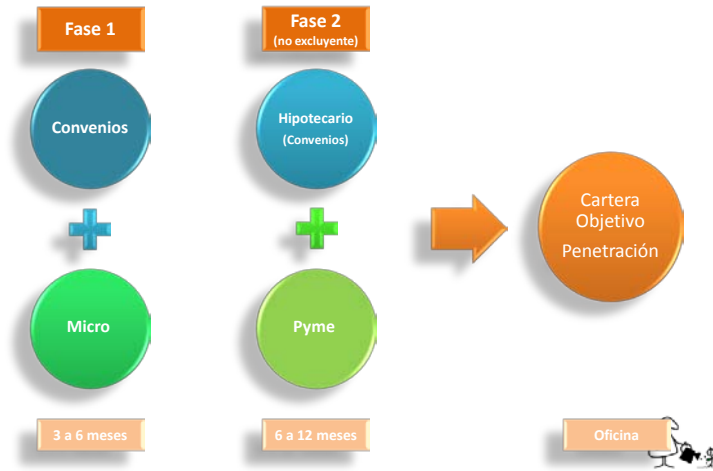 Fase 1
Fase 2
(no excluyente)
Convenios
Hipotecario
(Convenios)
Cartera
Objetivo
Penetración
Micro
Pyme
3 a 6 meses
6 a 12 meses
Oficina
$